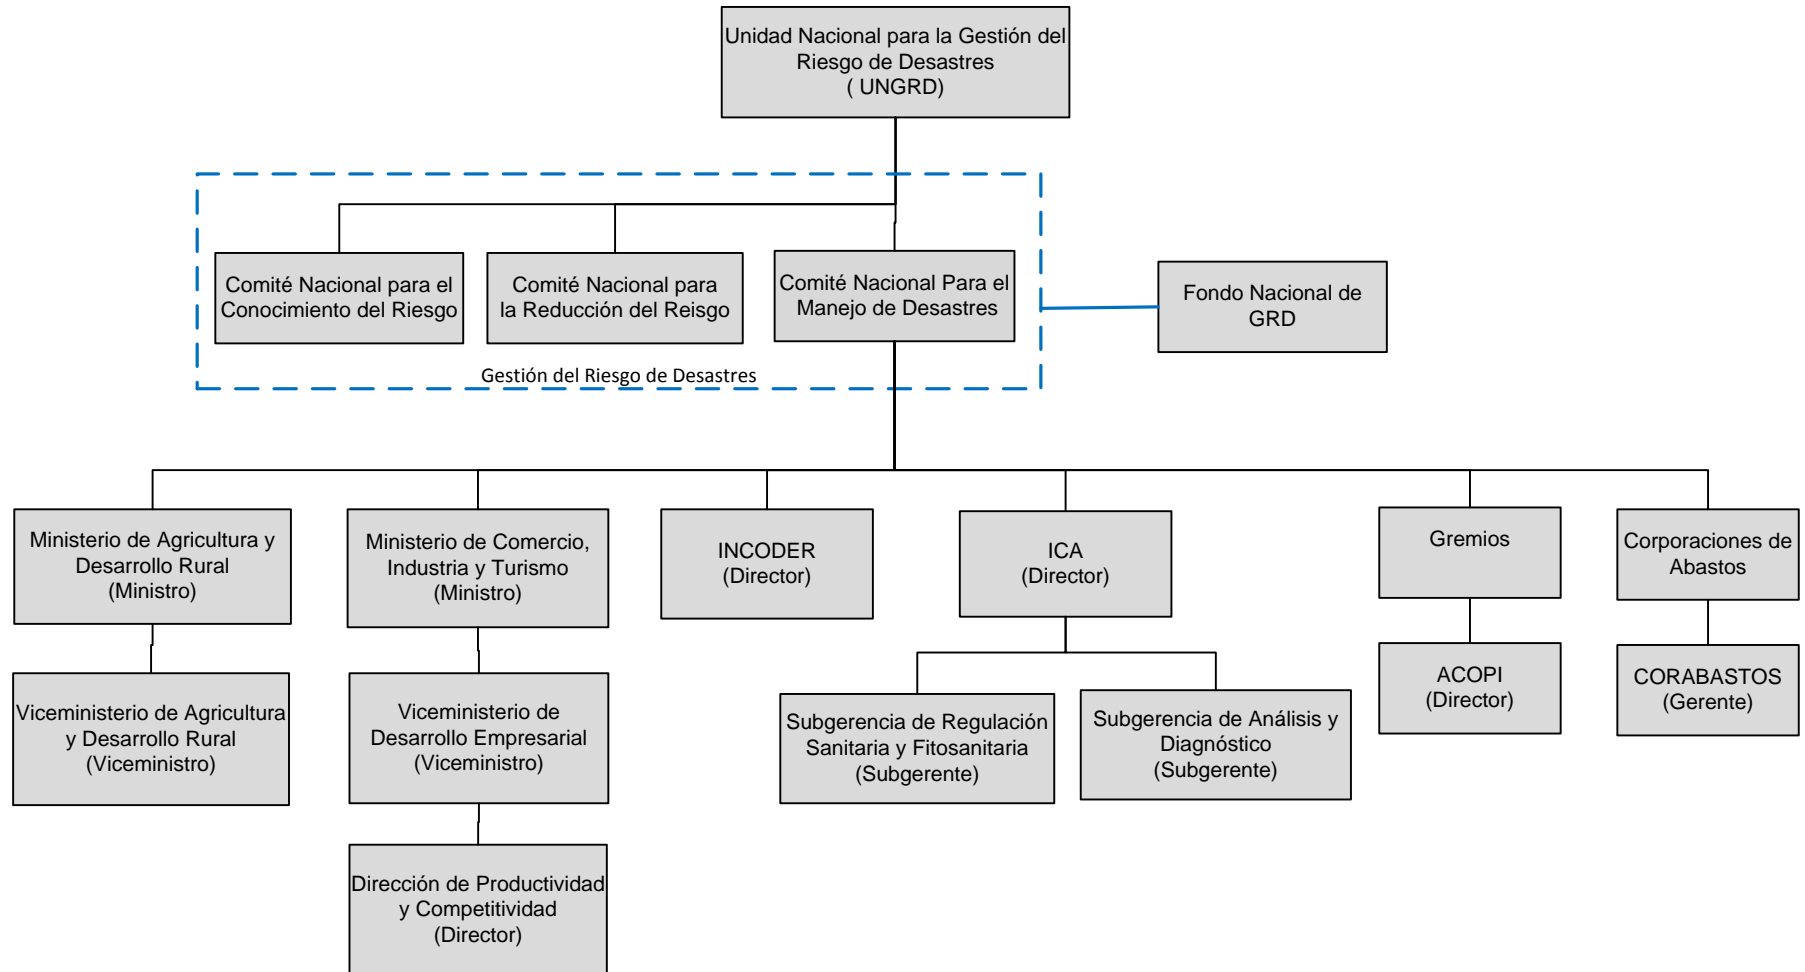 Unidad Nacional para la Gestión del
Riesgo de Desastres
( UNGRD)
Comité Nacional para el
Conocimiento del Riesgo
Comité Nacional para
la Reducción del Reisgo
Comité Nacional Para el
Manejo de Desastres
Fondo Nacional de
GRD
Gestión del Riesgo de Desastres
Ministerio de Agricultura y
Desarrollo Rural
(Ministro)
Ministerio de Comercio,
Industria y Turismo
(Ministro)
INCODER
(Director)
ICA
(Director)
Gremios
Corporaciones de
Abastos
Viceministerio de Agricultura
y Desarrollo Rural
(Viceministro)
Viceministerio de
Desarrollo Empresarial
(Viceministro)
Subgerencia de Regulación
Sanitaria y Fitosanitaria
(Subgerente)
Subgerencia de Análisis y
Diagnóstico
(Subgerente)
ACOPI
(Director)
CORABASTOS
(Gerente)
Dirección de Productividad
y Competitividad
(Director)